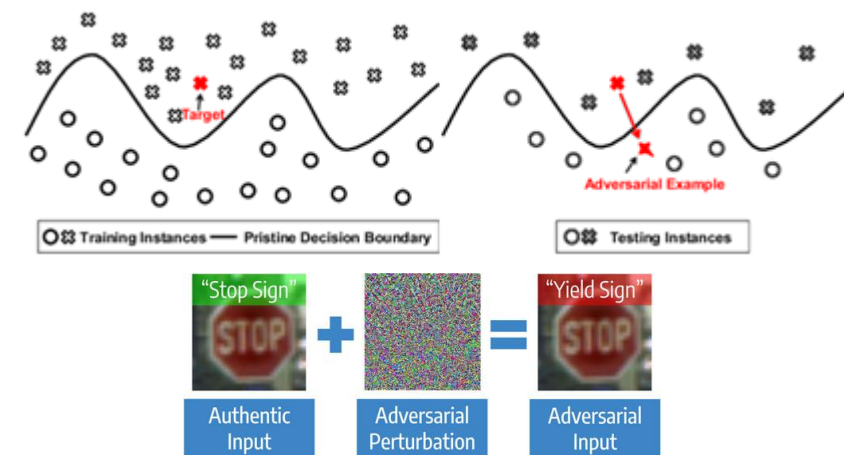 Target
Adversarial Example
Training Instances
Pristine Decision Boundary
Testing Instances
“Stop Sign”
“Yield Sign”
STOP
STOP
Authentic
Input
Adversarial
Perturbation
Adversarial
Input